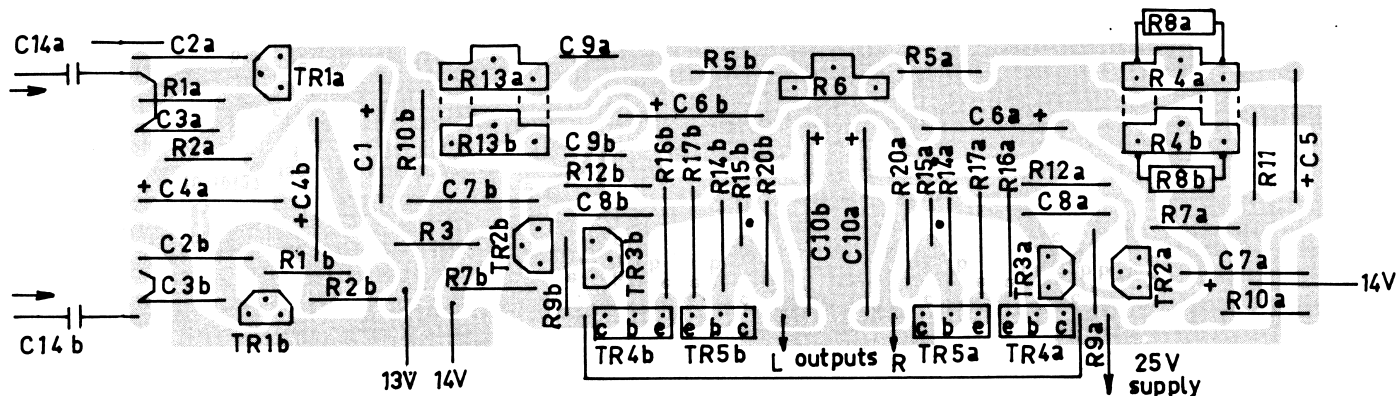 R8a
C14a
C2a
TR1a
R13a
C9a
R5b
R6
R5a
R4a
R1a
C3a
R2a
C4b
C1
R10b
R13b
C6b
C6a
R4b
R11
C5
C9b
R12b
R16b
R17b
R14b
R15b
R20b
R20a
R15a
R14a
R17a
R16a
R12a
R8b
C4a
C7b
C8b
C10b
C10a
C8a
R7a
C2b
R3
TR2b
TR3b
TR3a
TR2a
R1b
C7a
C3b
R2b
R7b
R9b
14V
R10a
e b e
e b c
c b e
e b c
C14b
TR1b
TR4b
TR5b
L outputs R
TR5a
TR4a
R9a
25V
supply
13V
14V